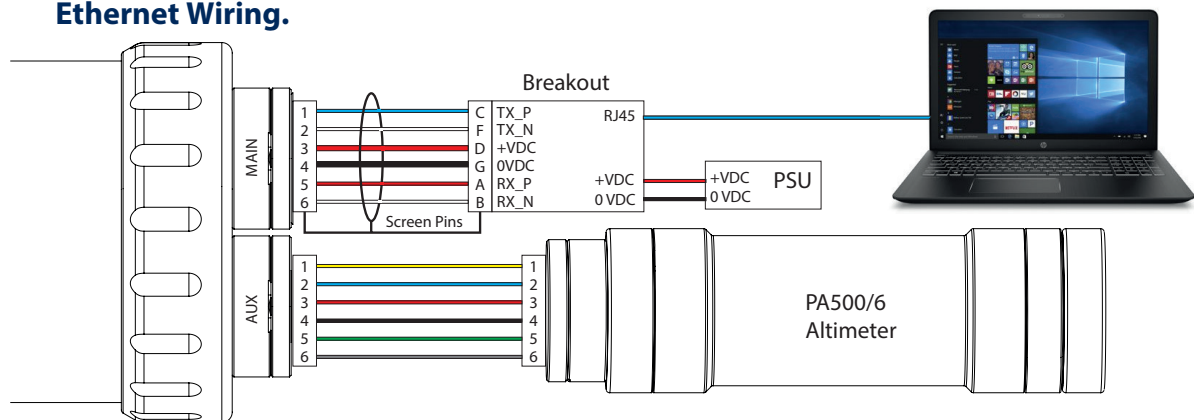 Ethernet Wiring.
Breakout
MAIN
1 C TX_P RJ45
2 F TX_N
3 D +VDC
4 G 0VDC
5 A RX_P +VDC +VDC PSU
6 B RX_N 0 VDC 0 VDC
Screen Pins
AUX
1 1
2 2
3 3
4 4
5 5
6 6
PA500/6
Altimeter